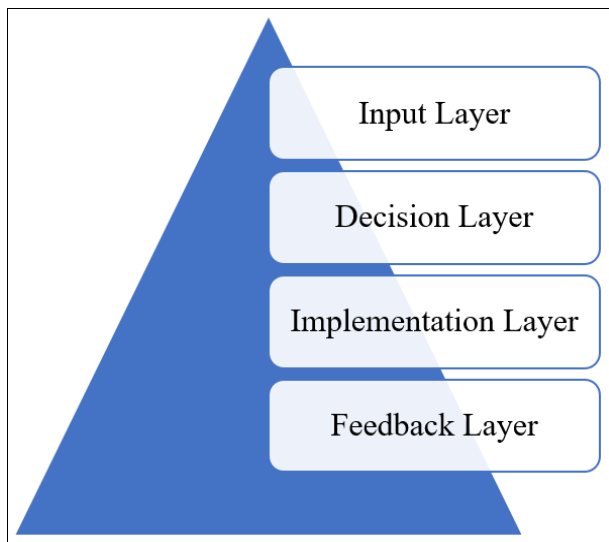 Input Layer
Decision Layer
Implementation Layer
Feedback Layer